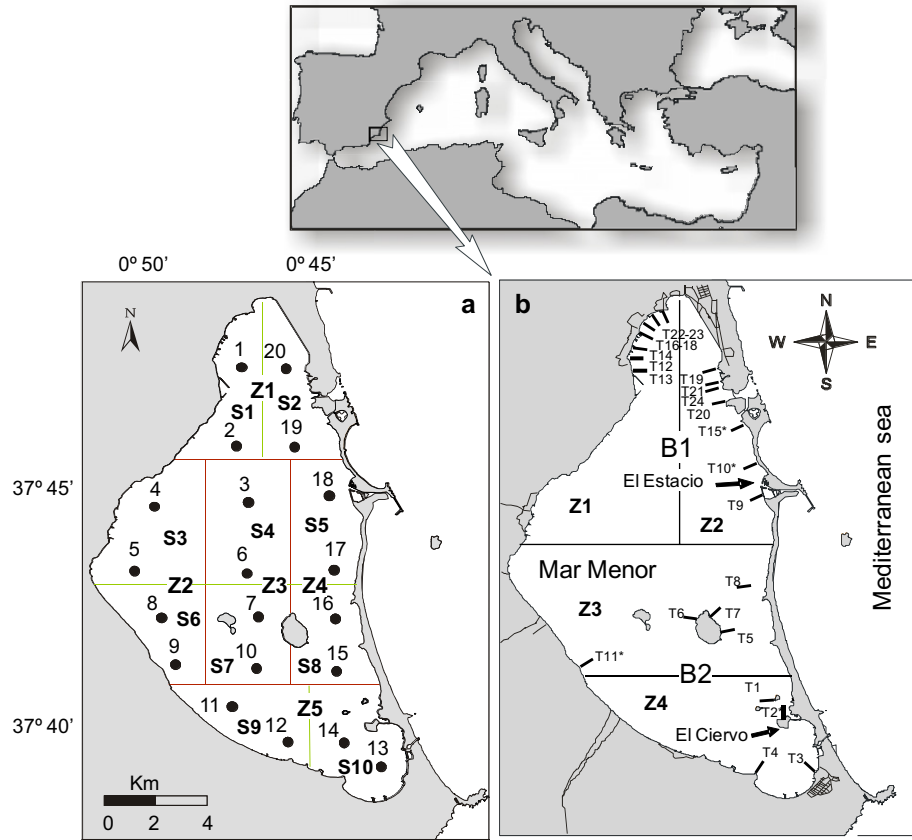 0º 50’ 0º 45’
a
N
1 20
Z1
S1 S2
2 19
37º 45’
4 3 18
S3 S4 S5
5 6 17
Z2 Z3 Z4
8 S6 7 16
9 10 15
S7 S8
11 Z5
37º 40’
S9 12 14 13
S10
Km
0 2 4
b
N
W E
S
T22-23
T16-18
T14
T12
T13
T19
T21
T24
T20
T15*
B1
T10*
El Estacio
T9
Z1 Z2
Mar Menor
T8
Z3
T6 T7
T5
T11*
B2
Z4 T1
T2*
El Ciervo
T4 T3
Mediterranean sea